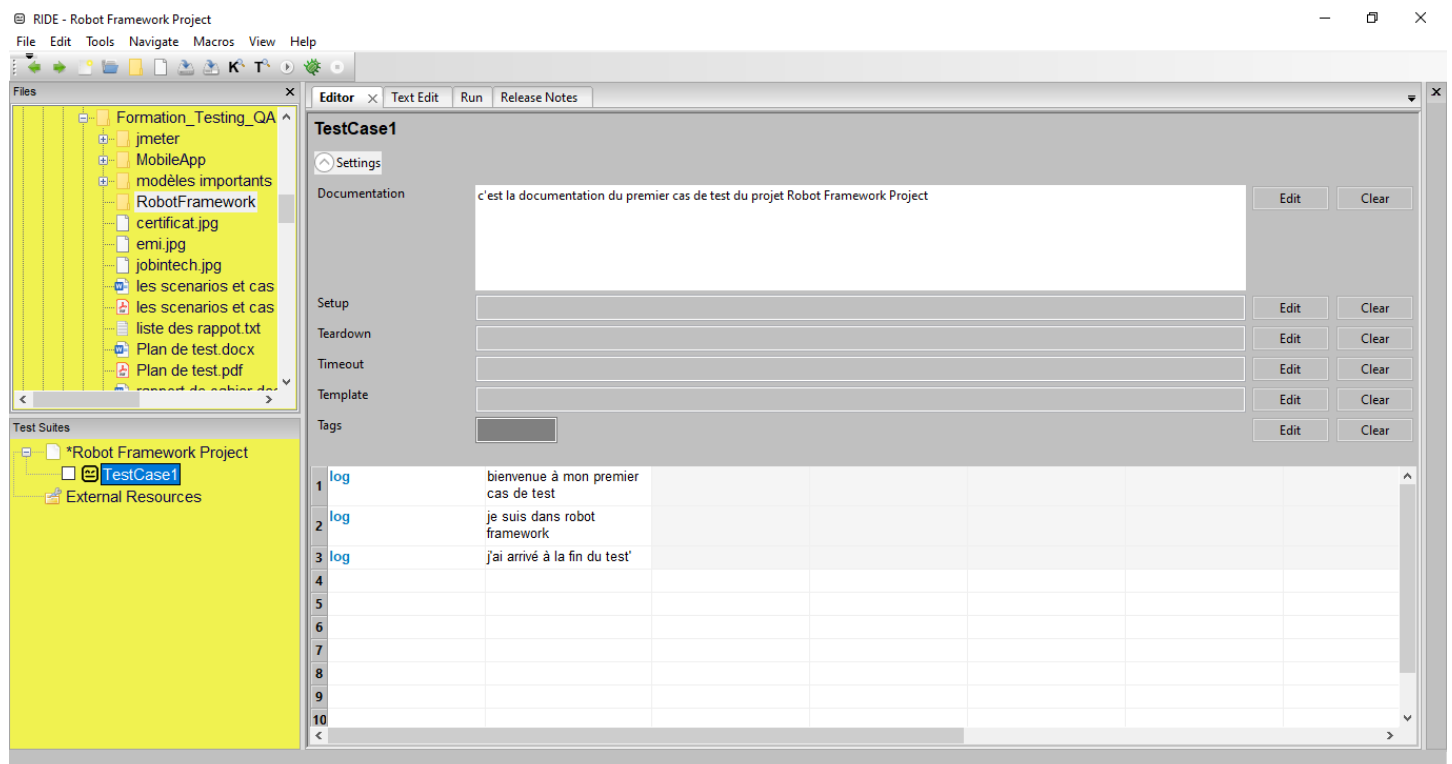 RIDE - Robot Framework Project
File Edit Tools Navigate Macros View Help
Files
Formation_Testing_QA
jmeter
MobileApp
modèles importants
RobotFramework
certificat.jpg
emi.jpg
jobintech.jpg
les scenarios et cas
les scenarios et cas
liste des rappot.txt
Plan de test.docx
Plan de test.pdf
Test Suites
*Robot Framework Project
TestCase1
External Resources
Editor Text Edit Run Release Notes
TestCase1
Settings
Documentation
c'est la documentation du premier cas de test du projet Robot Framework Project
Edit Clear
Setup Edit Clear
Teardown Edit Clear
Timeout Edit Clear
Template Edit Clear
Tags Edit Clear
1 log bienvenue à mon premier
cas de test
2 log je suis dans robot
framework
3 log j'ai arrivé à la fin du test'
4
5
6
7
8
9
10